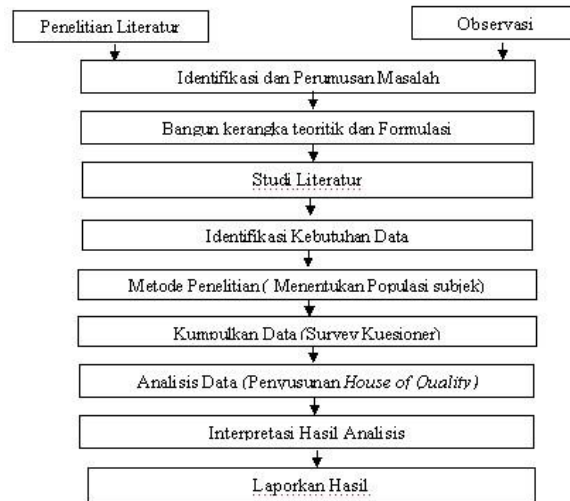 Penelitian Literatur
Observasi
Identifikasi dan Perumusan Masalah
Bangun kerangka teoritik dan Formulasi
Studi Literatur
Identifikasi Kebutuhan Data
Metode Penelitian ( Menentukan Populasi subjek)
Kumpulkan Data (Survey Kuesioner)
Analisis Data (Penyusunan House of Quality)
Interpretasi Hasil Analisis
Laporkan Hasil